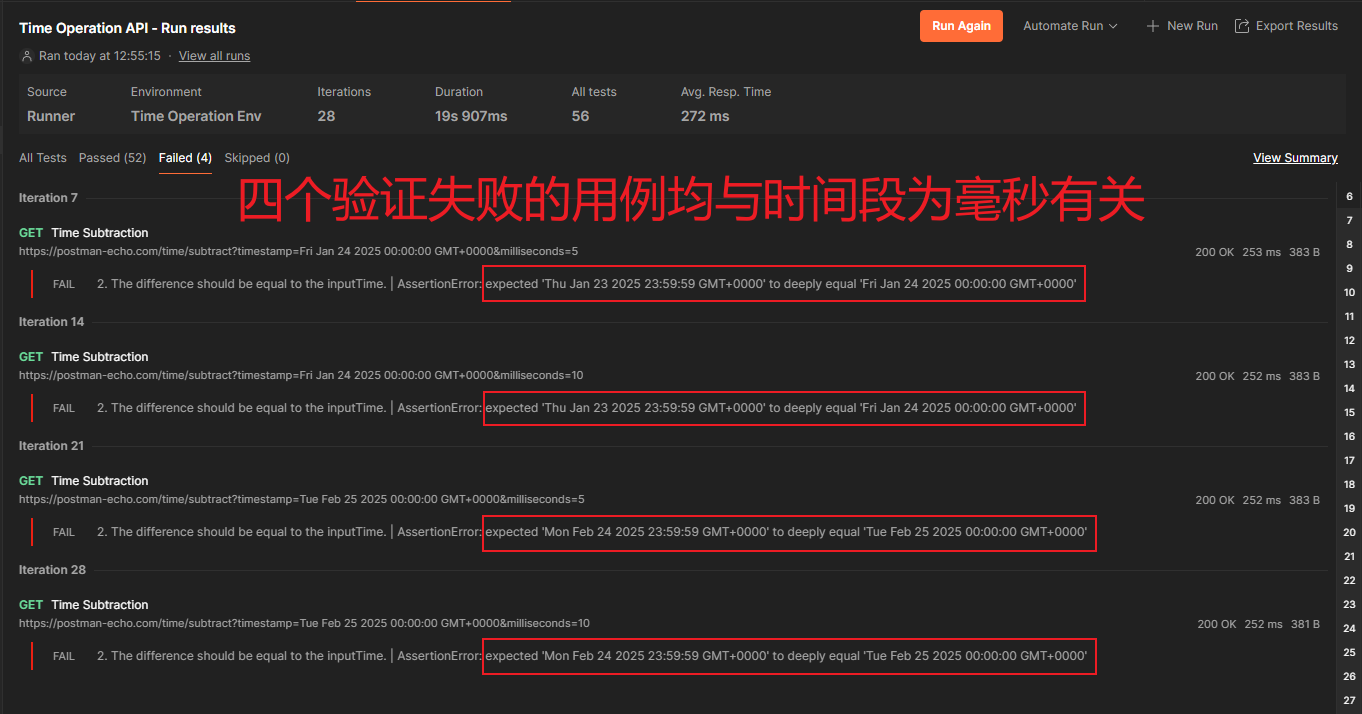 Time Operation API - Run results
Run Again
Automate Run
New Run
Export Results
Ran today at 12:55:15 · View all runs
Source Environment Iterations Duration All tests Avg. Resp. Time
Runner Time Operation Env 28 19s 907ms 56 272 ms
All Tests Passed (52) Failed (4) Skipped (0) View Summary
四个验证失败的用例均与时间段为毫秒有关
Iteration 7
GET Time Subtraction
https://postman-echo.com/time/subtract?timestamp=Fri Jan 24 2025 00:00:00 GMT+0000&milliseconds=5 200 OK 253 ms 383 B
FAIL 2. The difference should be equal to the inputTime. | AssertionError: expected 'Thu Jan 23 2025 23:59:59 GMT+0000' to deeply equal 'Fri Jan 24 2025 00:00:00 GMT+0000'
Iteration 14
GET Time Subtraction
https://postman-echo.com/time/subtract?timestamp=Fri Jan 24 2025 00:00:00 GMT+0000&milliseconds=10 200 OK 252 ms 383 B
FAIL 2. The difference should be equal to the inputTime. | AssertionError: expected 'Thu Jan 23 2025 23:59:59 GMT+0000' to deeply equal 'Fri Jan 24 2025 00:00:00 GMT+0000'
Iteration 21
GET Time Subtraction
https://postman-echo.com/time/subtract?timestamp=Tue Feb 25 2025 00:00:00 GMT+0000&milliseconds=5 200 OK 252 ms 383 B
FAIL 2. The difference should be equal to the inputTime. | AssertionError: expected 'Mon Feb 24 2025 23:59:59 GMT+0000' to deeply equal 'Tue Feb 25 2025 00:00:00 GMT+0000'
Iteration 28
GET Time Subtraction
https://postman-echo.com/time/subtract?timestamp=Tue Feb 25 2025 00:00:00 GMT+0000&milliseconds=10 200 OK 252 ms 381 B
FAIL 2. The difference should be equal to the inputTime. | AssertionError: expected 'Mon Feb 24 2025 23:59:59 GMT+0000' to deeply equal 'Tue Feb 25 2025 00:00:00 GMT+0000'
6
7
8
9
10
11
12
13
14
15
16
17
18
19
20
21
22
23
24
25
26
27